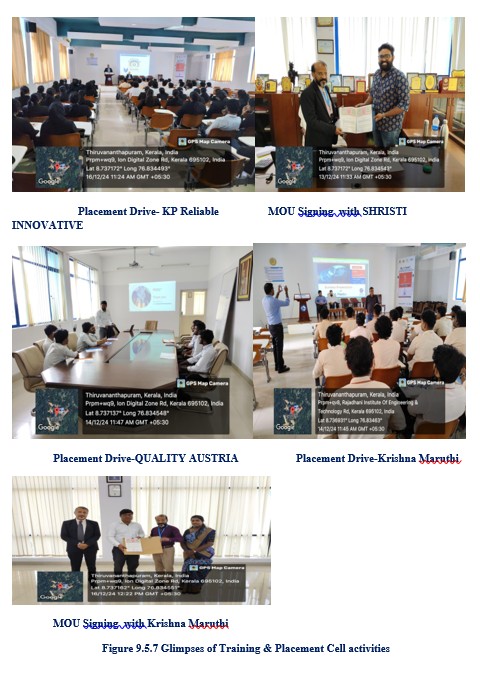 GPS Map Camera
Thiruvananthapuram, Kerala, India
Prpm+wq9, Ion Digital Zone Rd, Kerala 695102, India
Lat 8.737172° Long 76.834493°
16/12/24 11:24 AM GMT +05:30
Google
GPS Map Camera
Thiruvananthapuram, Kerala, India
Prpm+wq9, Ion Digital Zone Rd, Kerala 695102, India
Lat 8.737173° Long 76.834494°
13/12/24 11:33 AM GMT +05:30
Google
Placement Drive- KP Reliable MOU Signing with SHRISTI
INNOVATIVE
GPS Map Camera
Thiruvananthapuram, Kerala, India
Prpm+wq9, Ion Digital Zone Rd, Kerala 695102, India
Lat 8.737137° Long 76.834548°
14/12/24 11:47 AM GMT +05:30
Google
GPS Map Camera
Thiruvananthapuram, Kerala, India
Rajadhani Institute Of Engineering &
Technology Rd, Kerala 695102, India
Lat 8.736931° Long 76.83463°
14/12/24 11:45 AM GMT +05:30
Google
Placement Drive-QUALITY AUSTRIA Placement Drive-Krishna Maruthi
GPS Map Camera
Thiruvananthapuram, Kerala, India
Prpm+wq9, Ion Digital Zone Rd, Kerala 695102, India
Lat 8.737162° Long 76.834551°
16/12/24 12:22 PM GMT +05:30
Google
MOU Signing with Krishna Maruthi
Figure 9.5.7 Glimpses of Training & Placement Cell activities